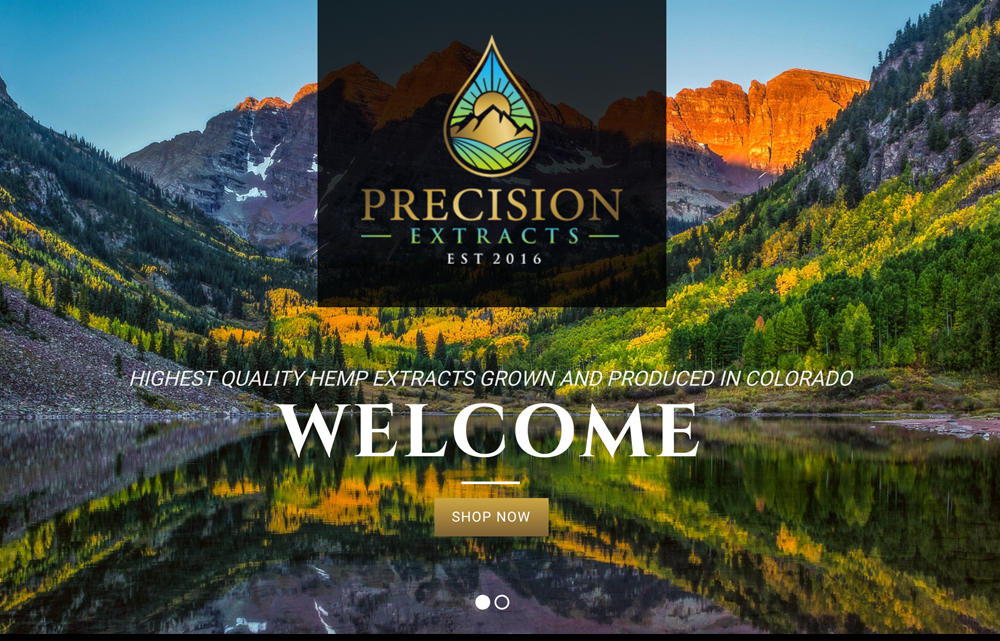 PRECISION
EXTRACTS
EST 2016
HIGHEST QUALITY HEMP EXTRACTS GROWN AND PRODUCED IN COLORADO
WELCOME
SHOP NOW